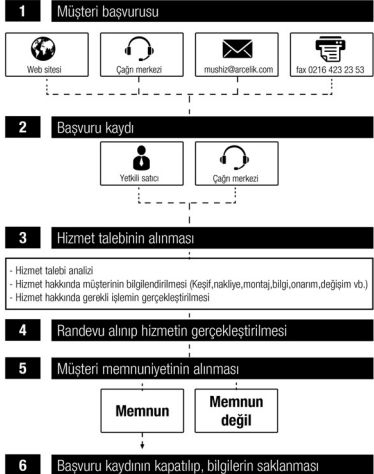 1 Müşteri başvurusu
Web sitesi
Çağrı merkezi
mushiz@arcelik.com
fax 0216 423 23 53
2 Başvuru kaydı
Yetkili satıcı
Çağrı merkezi
3 Hizmet talebinin alınması
- Hizmet talebi analizi
- Hizmet hakkında müşterinin bilgilendirilmesi (Keşif,nakliye,montaj,bilgi,onarım,değişim vb.)
- Hizmet hakkında gerekli işlemin gerçekleştirilmesi
4 Randevu alınıp hizmetin gerçekleştirilmesi
5 Müşteri memnuniyetinin alınması
Memnun
Memnun
değil
6 Başvuru kaydının kapatılıp, bilgilerin saklanması